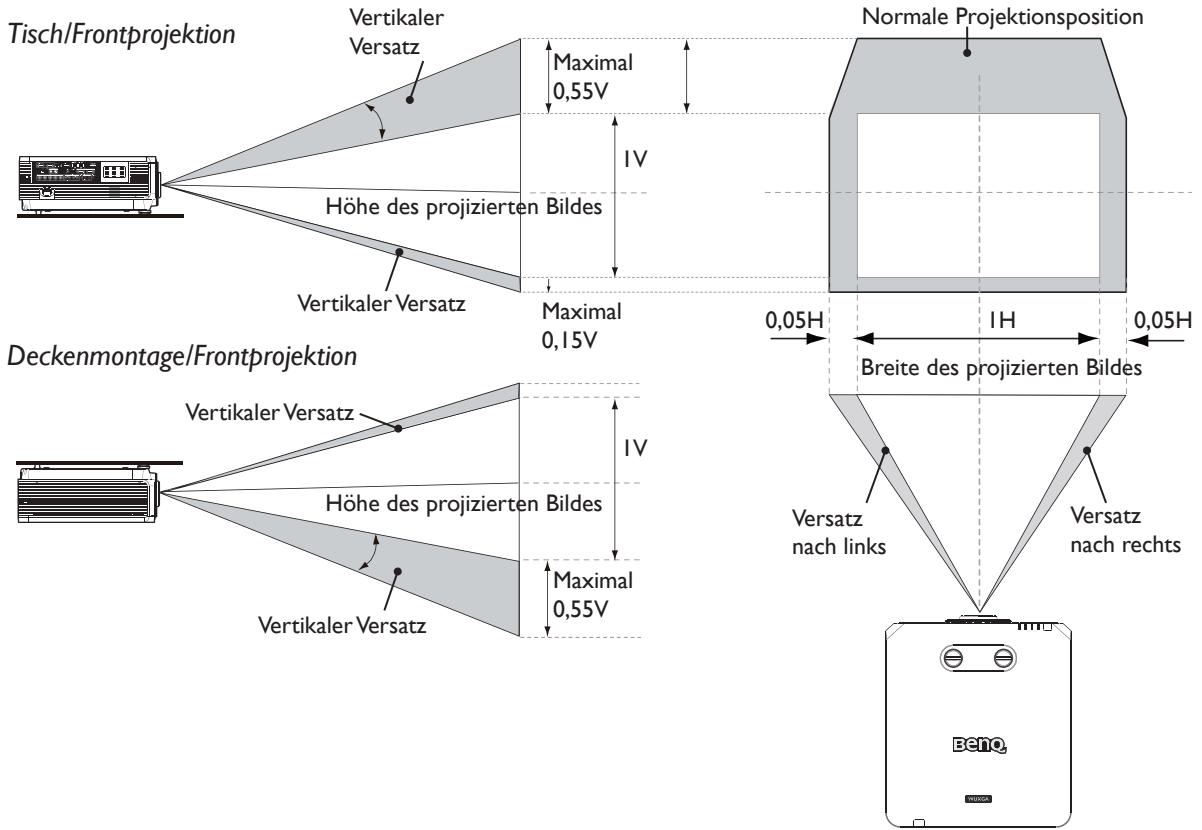 Tisch/Frontprojektion
Vertikaler
Versatz
Maximal
0,55V
1V
Höhe des projizierten Bildes
Vertikaler Versatz
Maximal
0,15V
Normale Projektionsposition
0,05H
1H
0,05H
Breite des projizierten Bildes
Deckenmontage/Frontprojektion
Vertikaler Versatz
1V
Höhe des projizierten Bildes
Maximal
0,55V
Vertikaler Versatz
Versatz
nach links
Versatz
nach rechts
BenQ
WUXGA